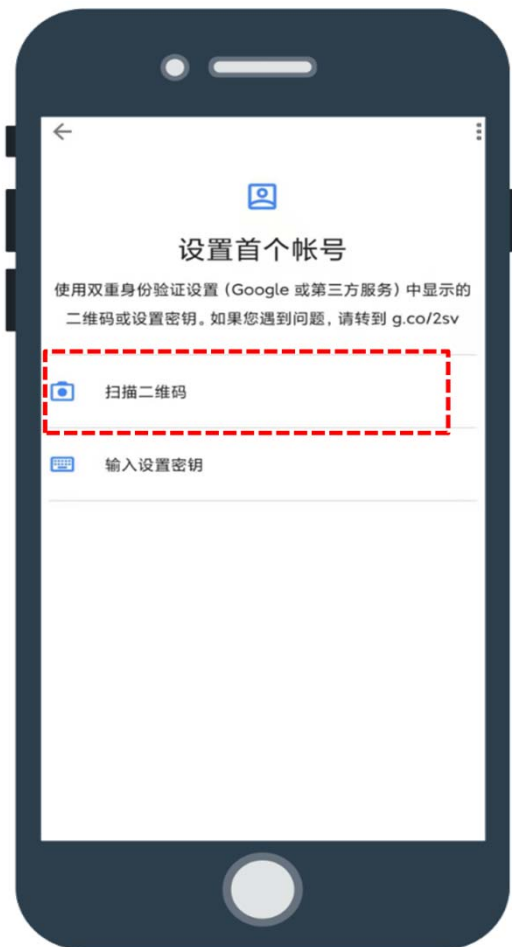 设置首个帐号
使用双重身份验证设置（Google 或第三方服务）中显示的
二维码或设置密钥。如果您遇到问题，请转到 g.co/2sv
扫描二维码
输入设置密钥